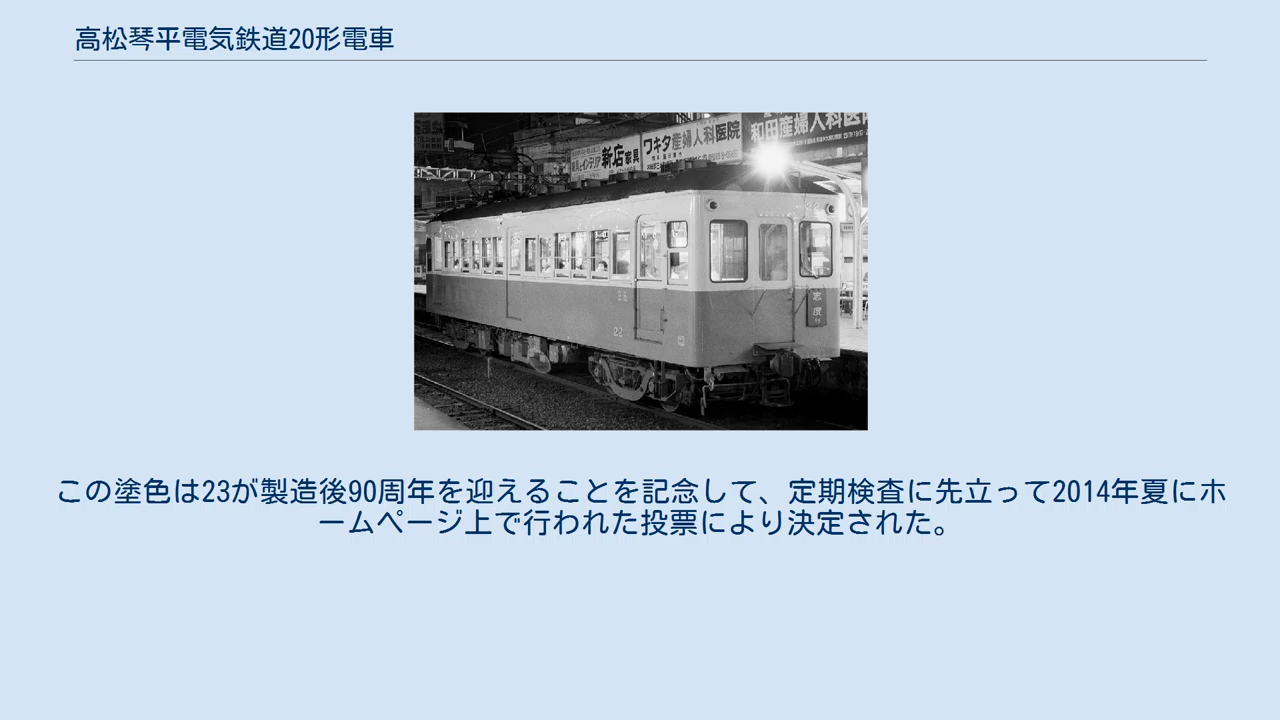 高松琴平電気鉄道20形電車
ワキタ産婦人科医院
和田産婦人科医
新店家具
22
志度
この塗色は23が製造後90周年を迎えることを記念して、定期検査に先立って2014年夏にホ
ームページ上で行われた投票により決定された。